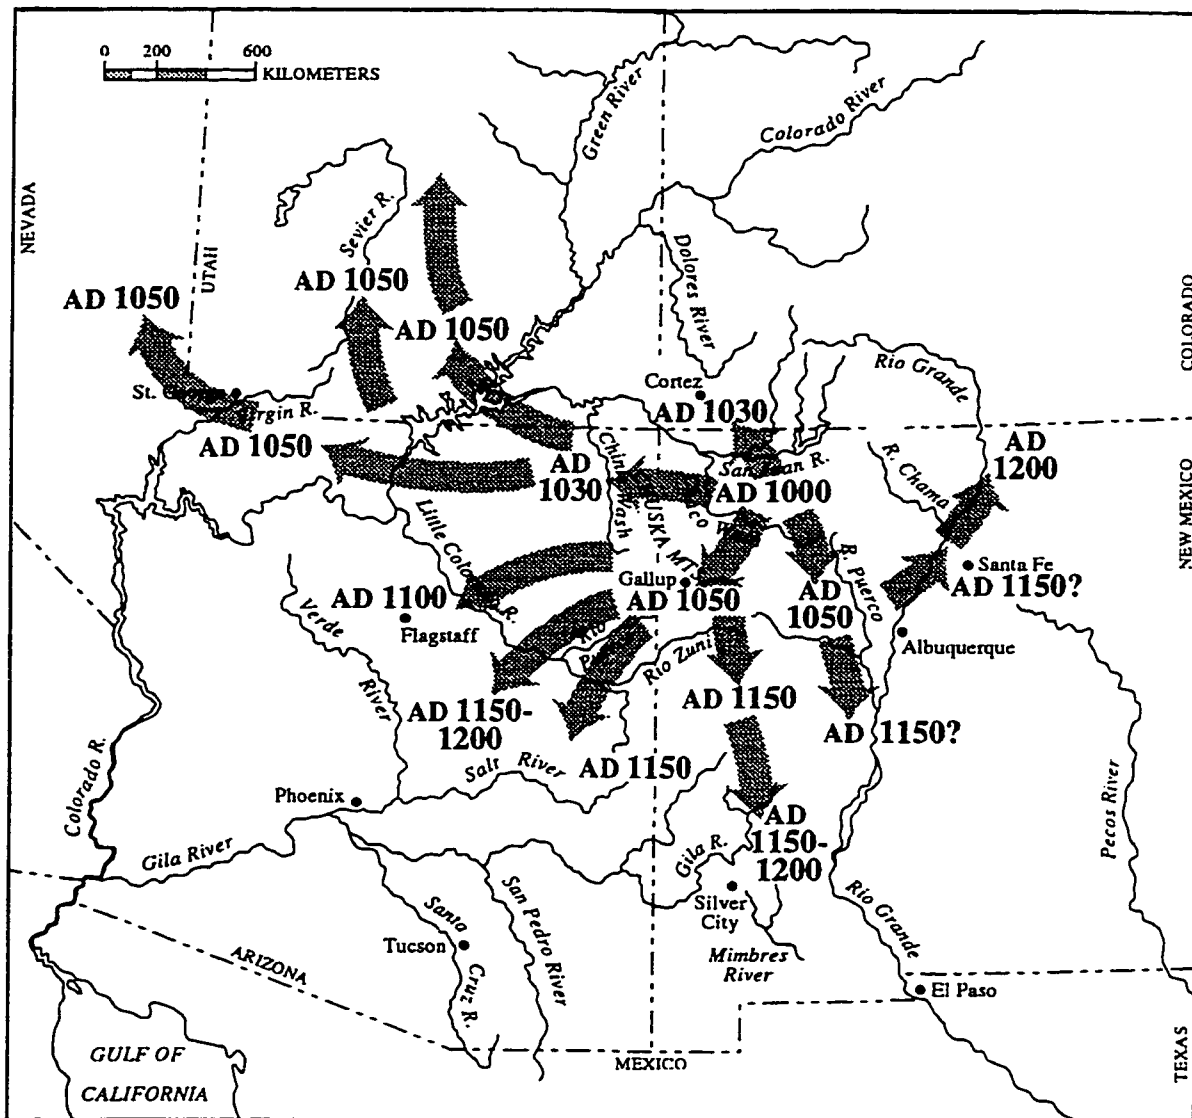 0 200 600
KILOMETERS
Green River
Colorado River
NEVADA
UTAH
Sevier R.
Dolores River
COLORADO
AD 1050
AD 1050
AD 1050
Rio Grande
Cortez
AD 1030
St.
Virgin R.
AD 1050
AD
1030
San Juan R.
AD 1000
R. Chama
AD
1200
NEW MEXICO
Wash
Little
R.
Gallup
AD 1050
R. Puerco
AD
1050
Santa Fe
AD 1150?
AD 1100
Flagstaff
Verde
River
Rio Zuni
Albuquerque
AD 1150
AD 1150-
1200
AD 1150?
Salt River
AD 1150
Colorado R.
Phoenix
AD
1150-
1200
Pecos River
Gila River
Gila R.
Silver
City
Rio Grande
Santa
Cruz R.
San Pedro River
Tucson
Mimbres
River
ARIZONA
El Paso
MEXICO
TEXAS
GULF OF
CALIFORNIA